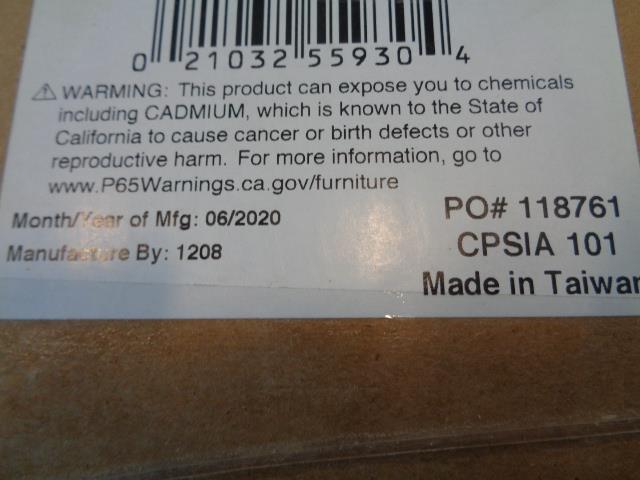 0 21032 55930 4
⚠ WARNING: This product can expose you to chemicals
including CADMIUM, which is known to the State of
California to cause cancer or birth defects or other
reproductive harm. For more information, go to
www.P65Warnings.ca.gov/furniture
Month/Year of Mfg: 06/2020
Manufacture By: 1208
PO# 118761
CPSIA 101
Made in Taiwan